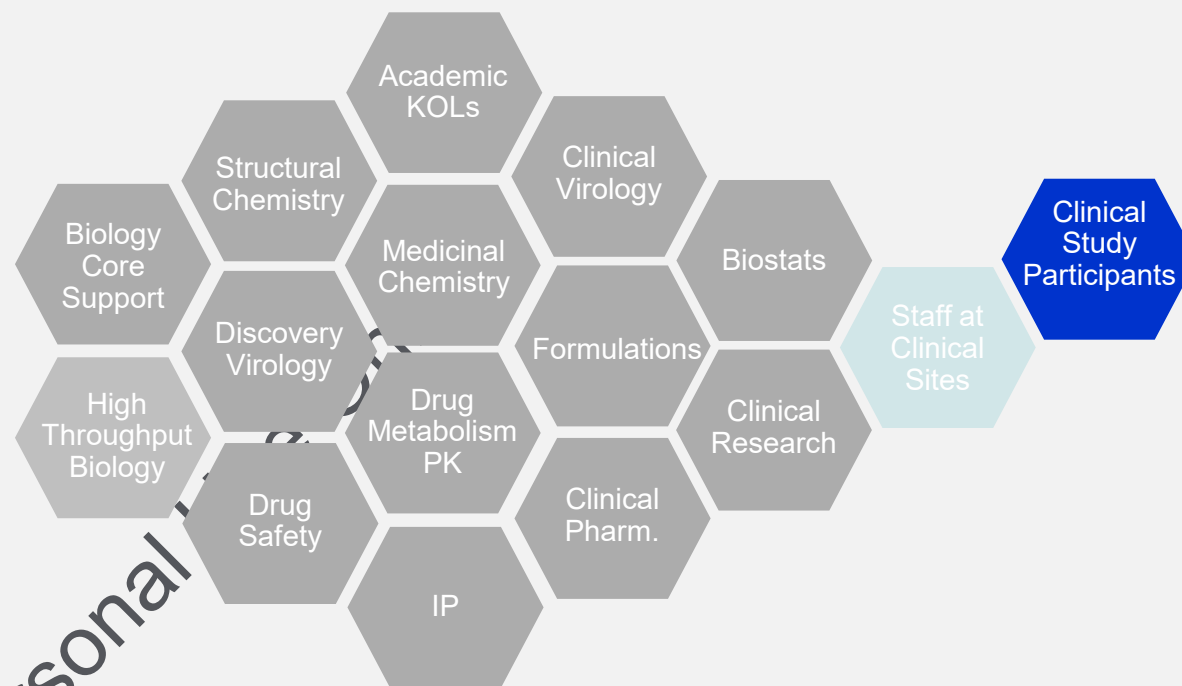 Academic
KOLs
Structural
Chemistry
Clinical
Virology
Biology
Core
Support
Medicinal
Chemistry
Biostats
Clinical
Study
Participants
Discovery
Virology
Formulations
Staff at
Clinical
Sites
High
Throughput
Biology
Drug
Metabolism
PK
Clinical
Research
Drug
Safety
Clinical
Pharm.
IP